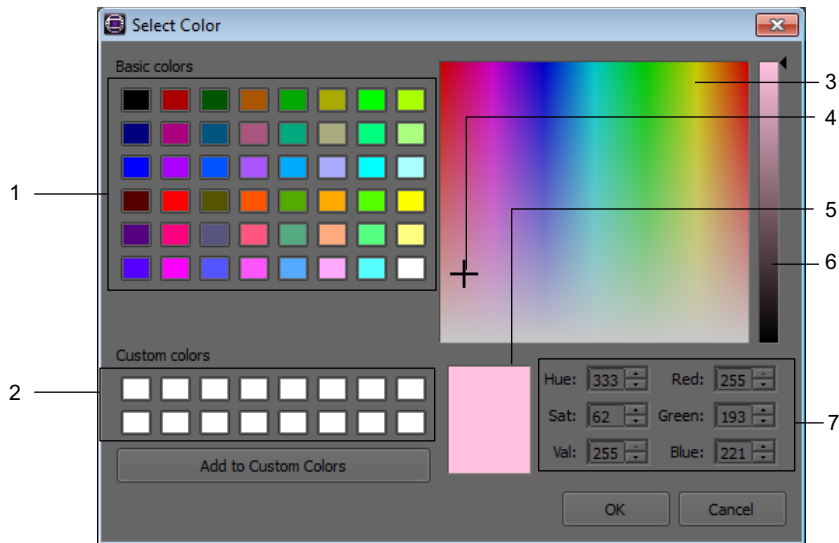 Select Color
Basic colors
3
4
1
5
6
Custom colors
Hue: 333 Red: 255
2
Sat: 62 Green: 193
7
Add to Custom Colors
Val: 255 Blue: 221
OK Cancel